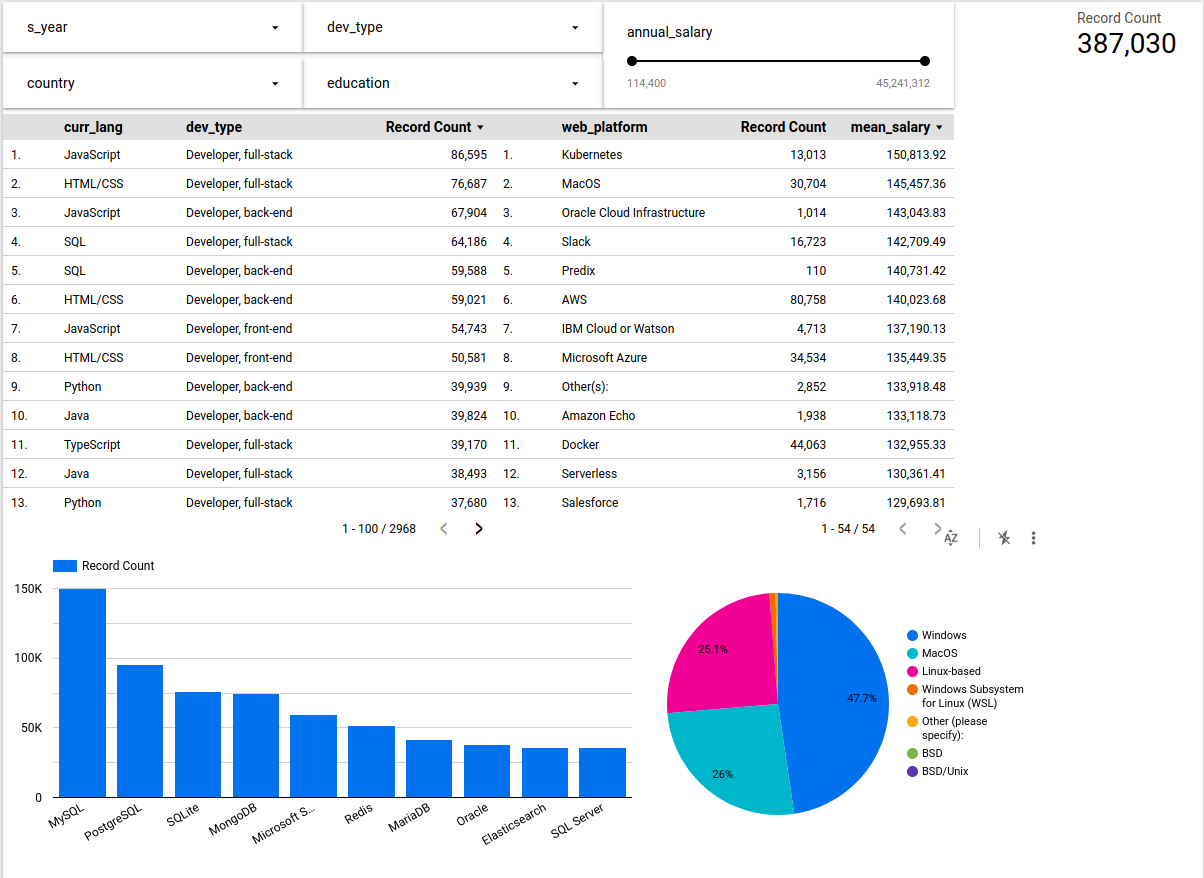 s_year
dev_type
annual_salary
Record Count
387,030
country
education
114,400 45,241,312
curr_lang dev_type Record Count
1. JavaScript Developer, full-stack 86,595
2. HTML/CSS Developer, full-stack 76,687
3. JavaScript Developer, back-end 67,904
4. SQL Developer, full-stack 64,186
5. SQL Developer, back-end 59,588
6. HTML/CSS Developer, back-end 59,021
7. JavaScript Developer, front-end 54,743
8. HTML/CSS Developer, front-end 50,581
9. Python Developer, back-end 39,939
10. Java Developer, back-end 39,824
11. TypeScript Developer, full-stack 39,170
12. Java Developer, full-stack 38,493
13. Python Developer, full-stack 37,680
1 - 100 / 2968
web_platform Record Count mean_salary
1. Kubernetes 13,013 150,813.92
2. MacOS 30,704 145,457.36
3. Oracle Cloud Infrastructure 1,014 143,043.83
4. Slack 16,723 142,709.49
5. Predix 110 140,731.42
6. AWS 80,758 140,023.68
7. IBM Cloud or Watson 4,713 137,190.13
8. Microsoft Azure 34,534 135,449.35
9. Other(s): 2,852 133,918.48
10. Amazon Echo 1,938 133,118.73
11. Docker 44,063 132,955.33
12. Serverless 3,156 130,361.41
13. Salesforce 1,716 129,693.81
1 - 54 / 54
AZ
Record Count
150K
100K
50K
0
MySQL
PostgreSQL
SQLite
MongoDB
Microsoft S...
Redis
MariaDB
Oracle
Elasticsearch
SQL Server
25.1%
47.7%
26%
Windows
MacOS
Linux-based
Windows Subsystem
for Linux (WSL)
Other (please
specify):
BSD
BSD/Unix